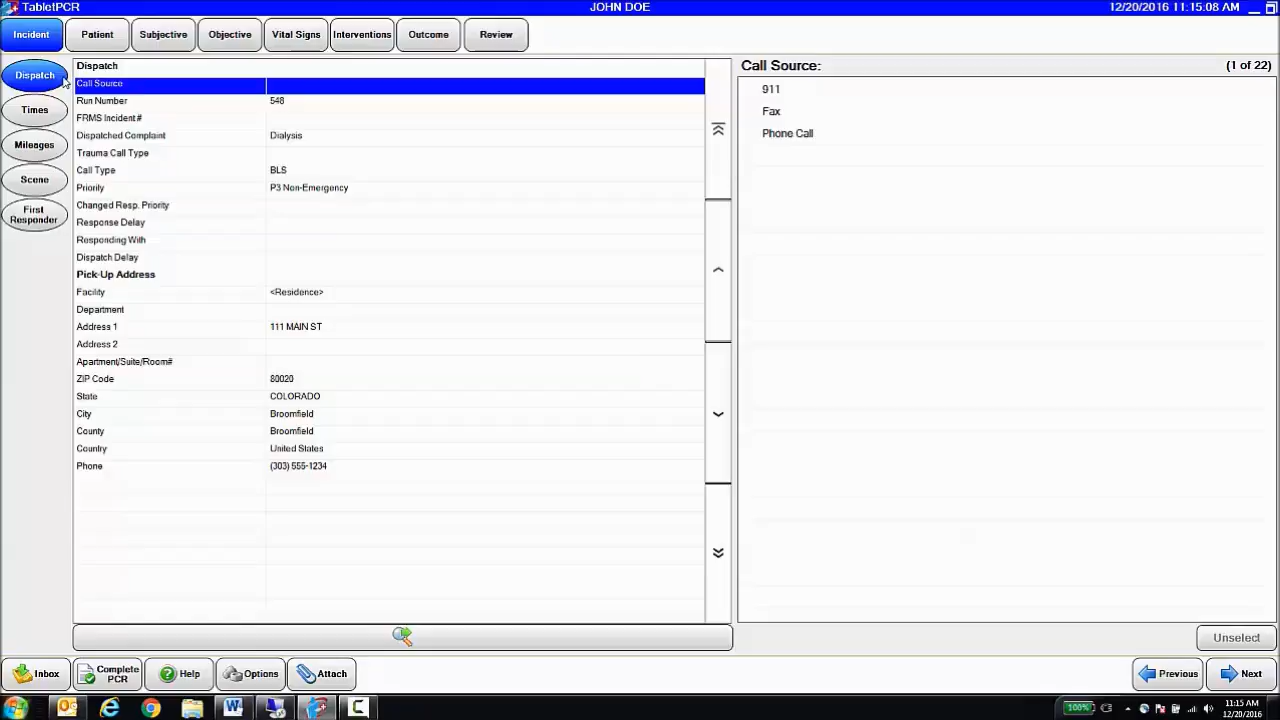 TabletPCR
JOHN DOE
12/20/2016 11:15:08 AM
Incident
Patient
Subjective
Objective
Vital Signs
Interventions
Outcome
Review
Dispatch
Times
Mileages
Scene
First
Responder
Dispatch
Call Source
Run Number 548
FRMS Incident#
Dispatched Complaint Dialysis
Trauma Call Type
Call Type BLS
Priority P3 Non-Emergency
Changed Resp. Priority
Response Delay
Responding With
Dispatch Delay
Pick-Up Address
Facility <Residence>
Department
Address 1 111 MAIN ST
Address 2
Apartment/Suite/Room#
ZIP Code 80020
State COLORADO
City Broomfield
County Broomfield
Country United States
Phone (303) 555-1234
Call Source: (1 of 22)
911
Fax
Phone Call
Unselect
Inbox
Complete
PCR
Help
Options
Attach
Previous
Next
100%
11:15 AM
12/20/2016